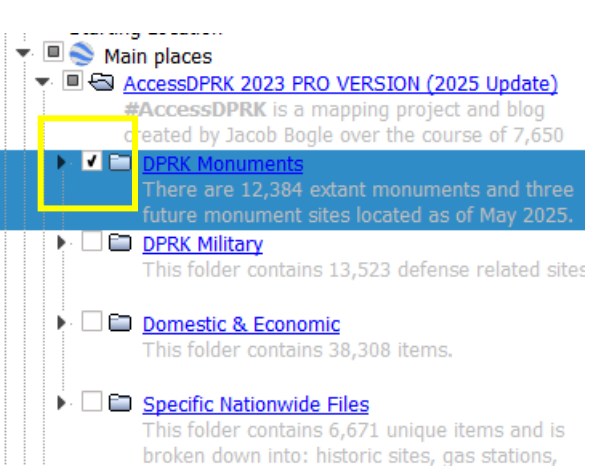 Main places
AccessDPRK 2023 PRO VERSION (2025 Update)
#AccessDPRK is a mapping project and blog
created by Jacob Bogle over the course of 7,650
DPRK Monuments
There are 12,384 extant monuments and three
future monument sites located as of May 2025.
DPRK Military
This folder contains 13,523 defense related sites
Domestic & Economic
This folder contains 38,308 items.
Specific Nationwide Files
This folder contains 6,671 unique items and is
broken down into: historic sites, gas stations,